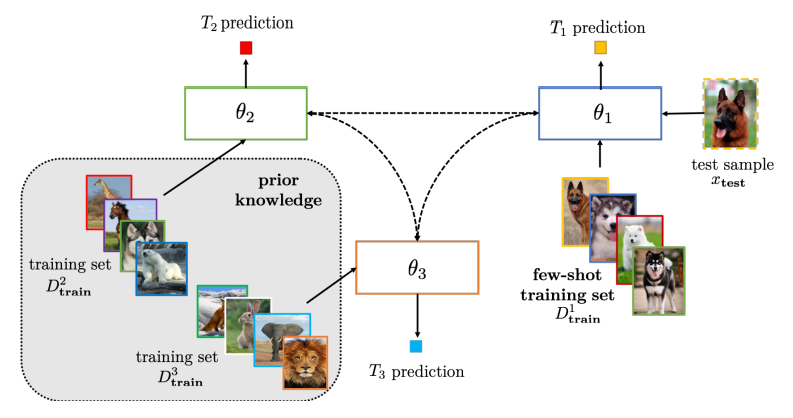 T₂ prediction
T₁ prediction
θ₂
θ₁
test sample
x_test
prior
knowledge
training set
D²_train
θ₃
few-shot
training set
D¹_train
training set
D³_train
T₃ prediction